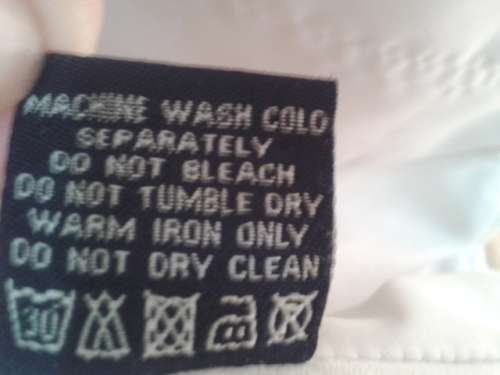 MACHINE WASH COLD
SEPARATELY
DO NOT BLEACH
DO NOT TUMBLE DRY
WARM IRON ONLY
DO NOT DRY CLEAN
30